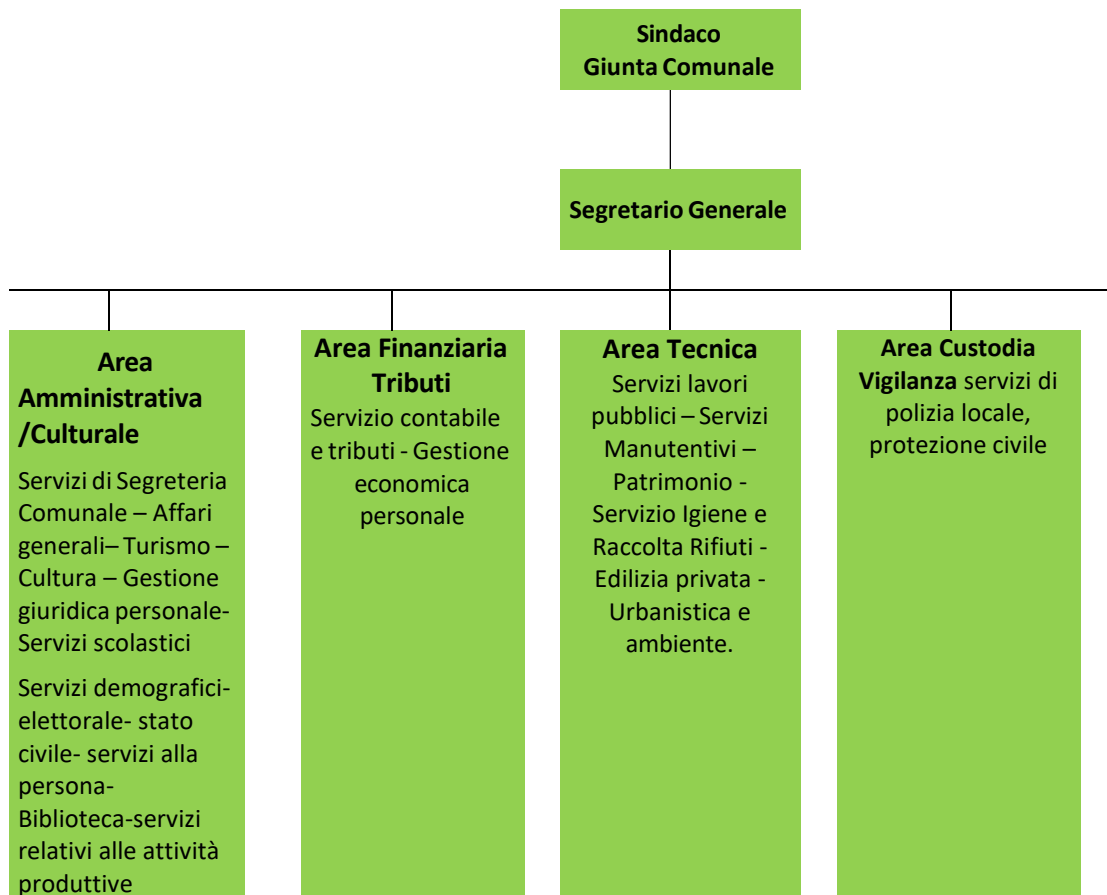 Sindaco
Giunta Comunale
Segretario Generale
Area
Amministrativa
/Culturale
Servizi di Segreteria
Comunale – Affari
generali– Turismo –
Cultura – Gestione
giuridica personale-
Servizi scolastici
Servizi demografici-
elettorale- stato
civile- servizi alla
persona-
Biblioteca-servizi
relativi alle attività
produttive
Area Finanziaria
Tributi
Servizio contabile
e tributi - Gestione
economica
personale
Area Tecnica
Servizi lavori
pubblici – Servizi
Manutentivi –
Patrimonio -
Servizio Igiene e
Raccolta Rifiuti -
Edilizia privata -
Urbanistica e
ambiente.
Area Custodia
Vigilanza servizi di
polizia locale,
protezione civile